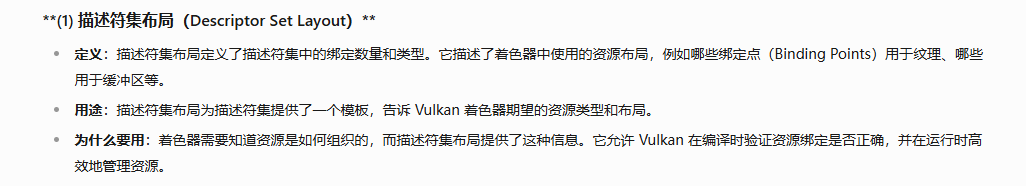 **(1) 描述符集布局（Descriptor Set Layout）**
• 定义：描述符集布局定义了描述符集中的绑定数量和类型。它描述了着色器中使用的资源布局，例如哪些绑定点（Binding Points）用于纹理、哪些
用于缓冲区等。
• 用途：描述符集布局为描述符集提供了一个模板，告诉 Vulkan 着色器期望的资源类型和布局。
• 为什么要用：着色器需要知道资源是如何组织的，而描述符集布局提供了这种信息。它允许 Vulkan 在编译时验证资源绑定是否正确，并在运行时高
效地管理资源。